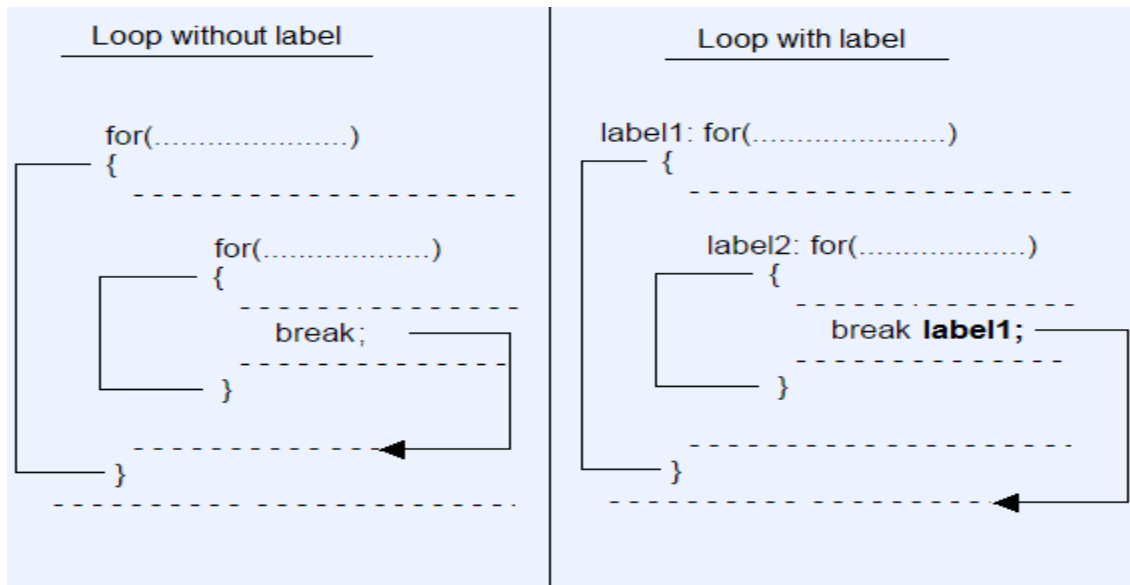 Loop without label
for(......................)
{
- - - - - - - - - - - - - - - - - - - - -
for(...................)
{
- - - - - - - - - - - - - - -
break;
- - - - - - - - - - - - - -
}
- - - - - - - - - - - - - -
}
- - - - - - - - - - - - - - - - - - - - - - - - -
Loop with label
label1: for(......................)
{
- - - - - - - - - - - - - - - - - - - - -
label2: for(...................)
{
- - - - - - - - - - - - - - -
break label1;
- - - - - - - - - - - - - -
}
- - - - - - - - - - - - - - - - - - - - -
}
- - - - - - - - - - - - - - - - - - - -